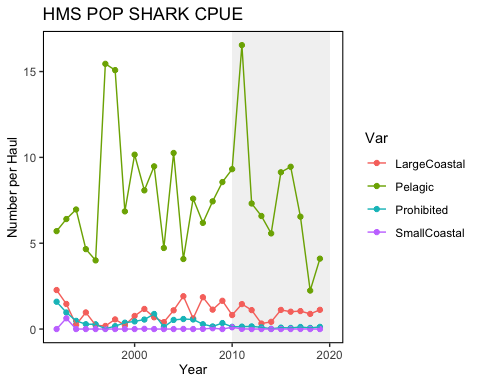 HMS POP SHARK CPUE
Number per Haul
15
10
5
0
2000
2010
2020
Year
Var
LargeCoastal
Pelagic
Prohibited
SmallCoastal